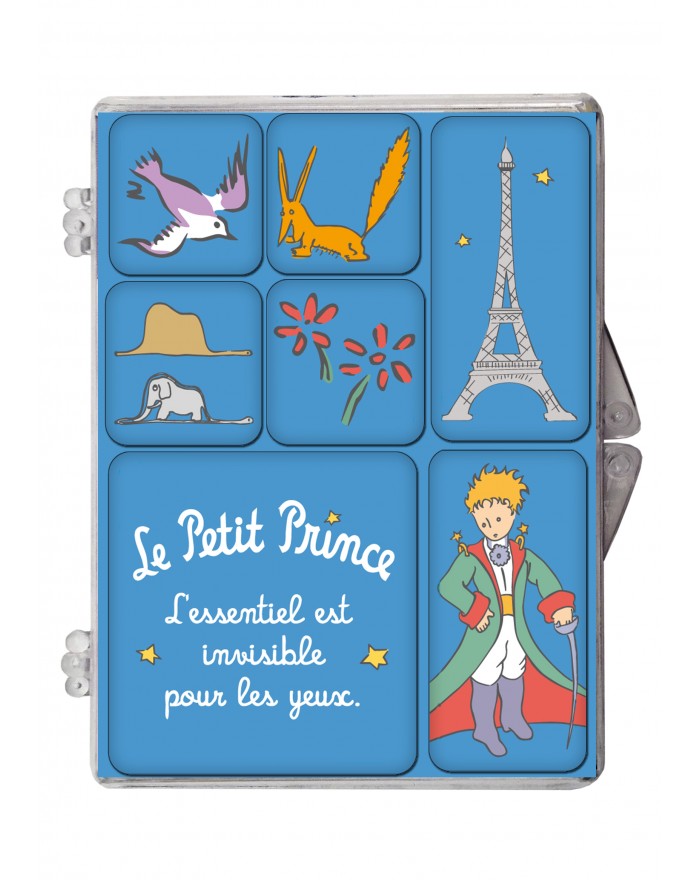 Le Petit Prince
L'essentiel est
invisible
pour les yeux.